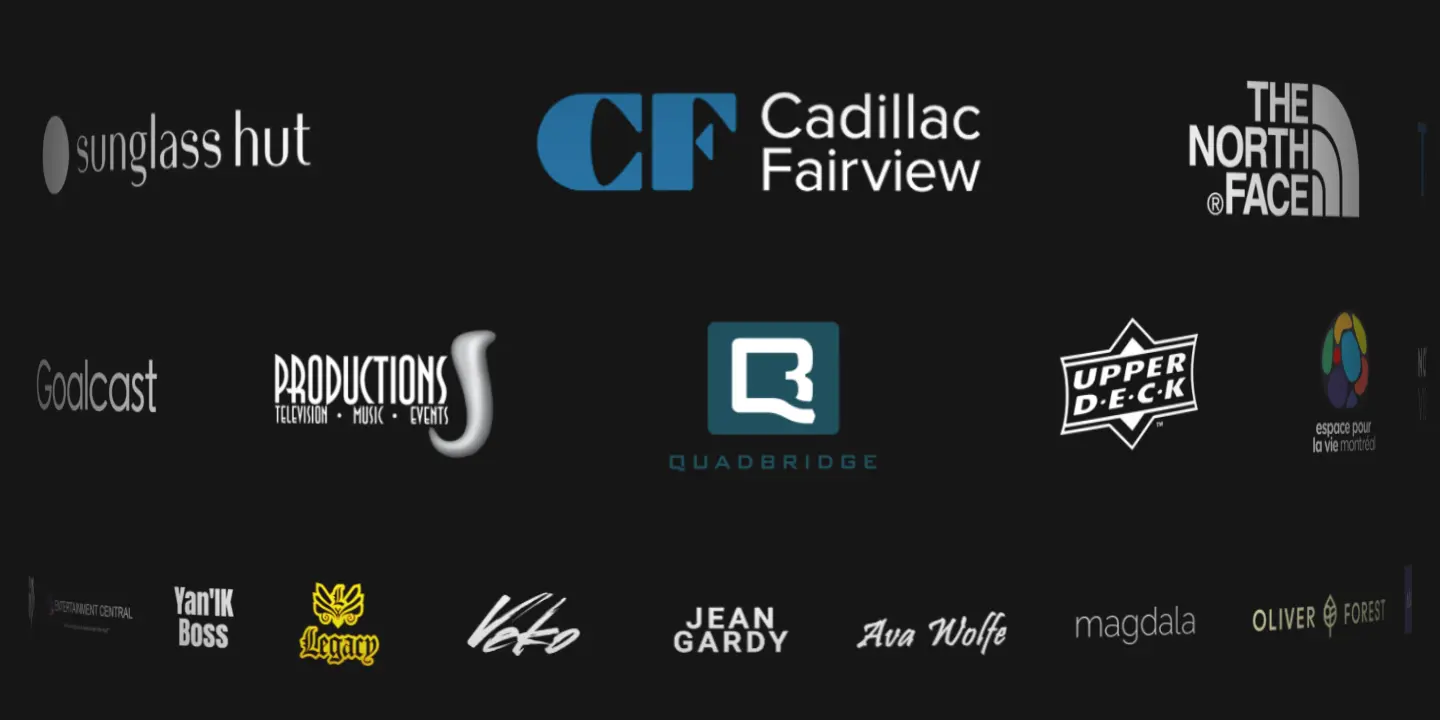 sunglass hut
CF Cadillac
Fairview
THE
NORTH
®FACE
Goalcast
PRODUCTIONS J
TELEVISION • MUSIC • EVENTS
QUADBRIDGE
UPPER
D·E·C·K
™
espace pour
la vie montréal
ENTERTAINMENT CENTRAL
Yan'IK
Boss
Legacy
Veko
JEAN
GARDY
Ava Wolfe
magdala
OLIVER FOREST